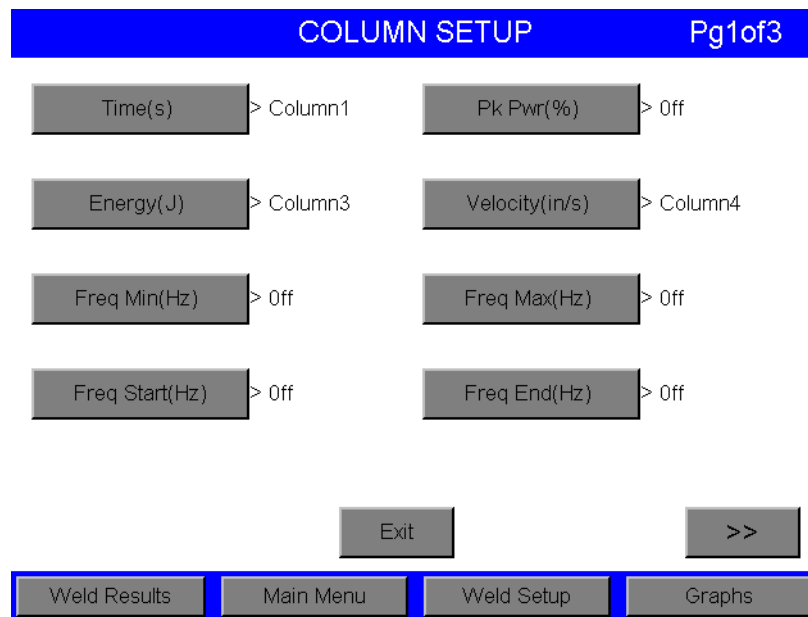 COLUMN SETUP Pg1of3
Time(s) > Column1 Pk Pwr(%) > Off
Energy(J) > Column3 Velocity(in/s) > Column4
Freq Min(Hz) > Off Freq Max(Hz) > Off
Freq Start(Hz) > Off Freq End(Hz) > Off
Exit >>
Weld Results Main Menu Weld Setup Graphs